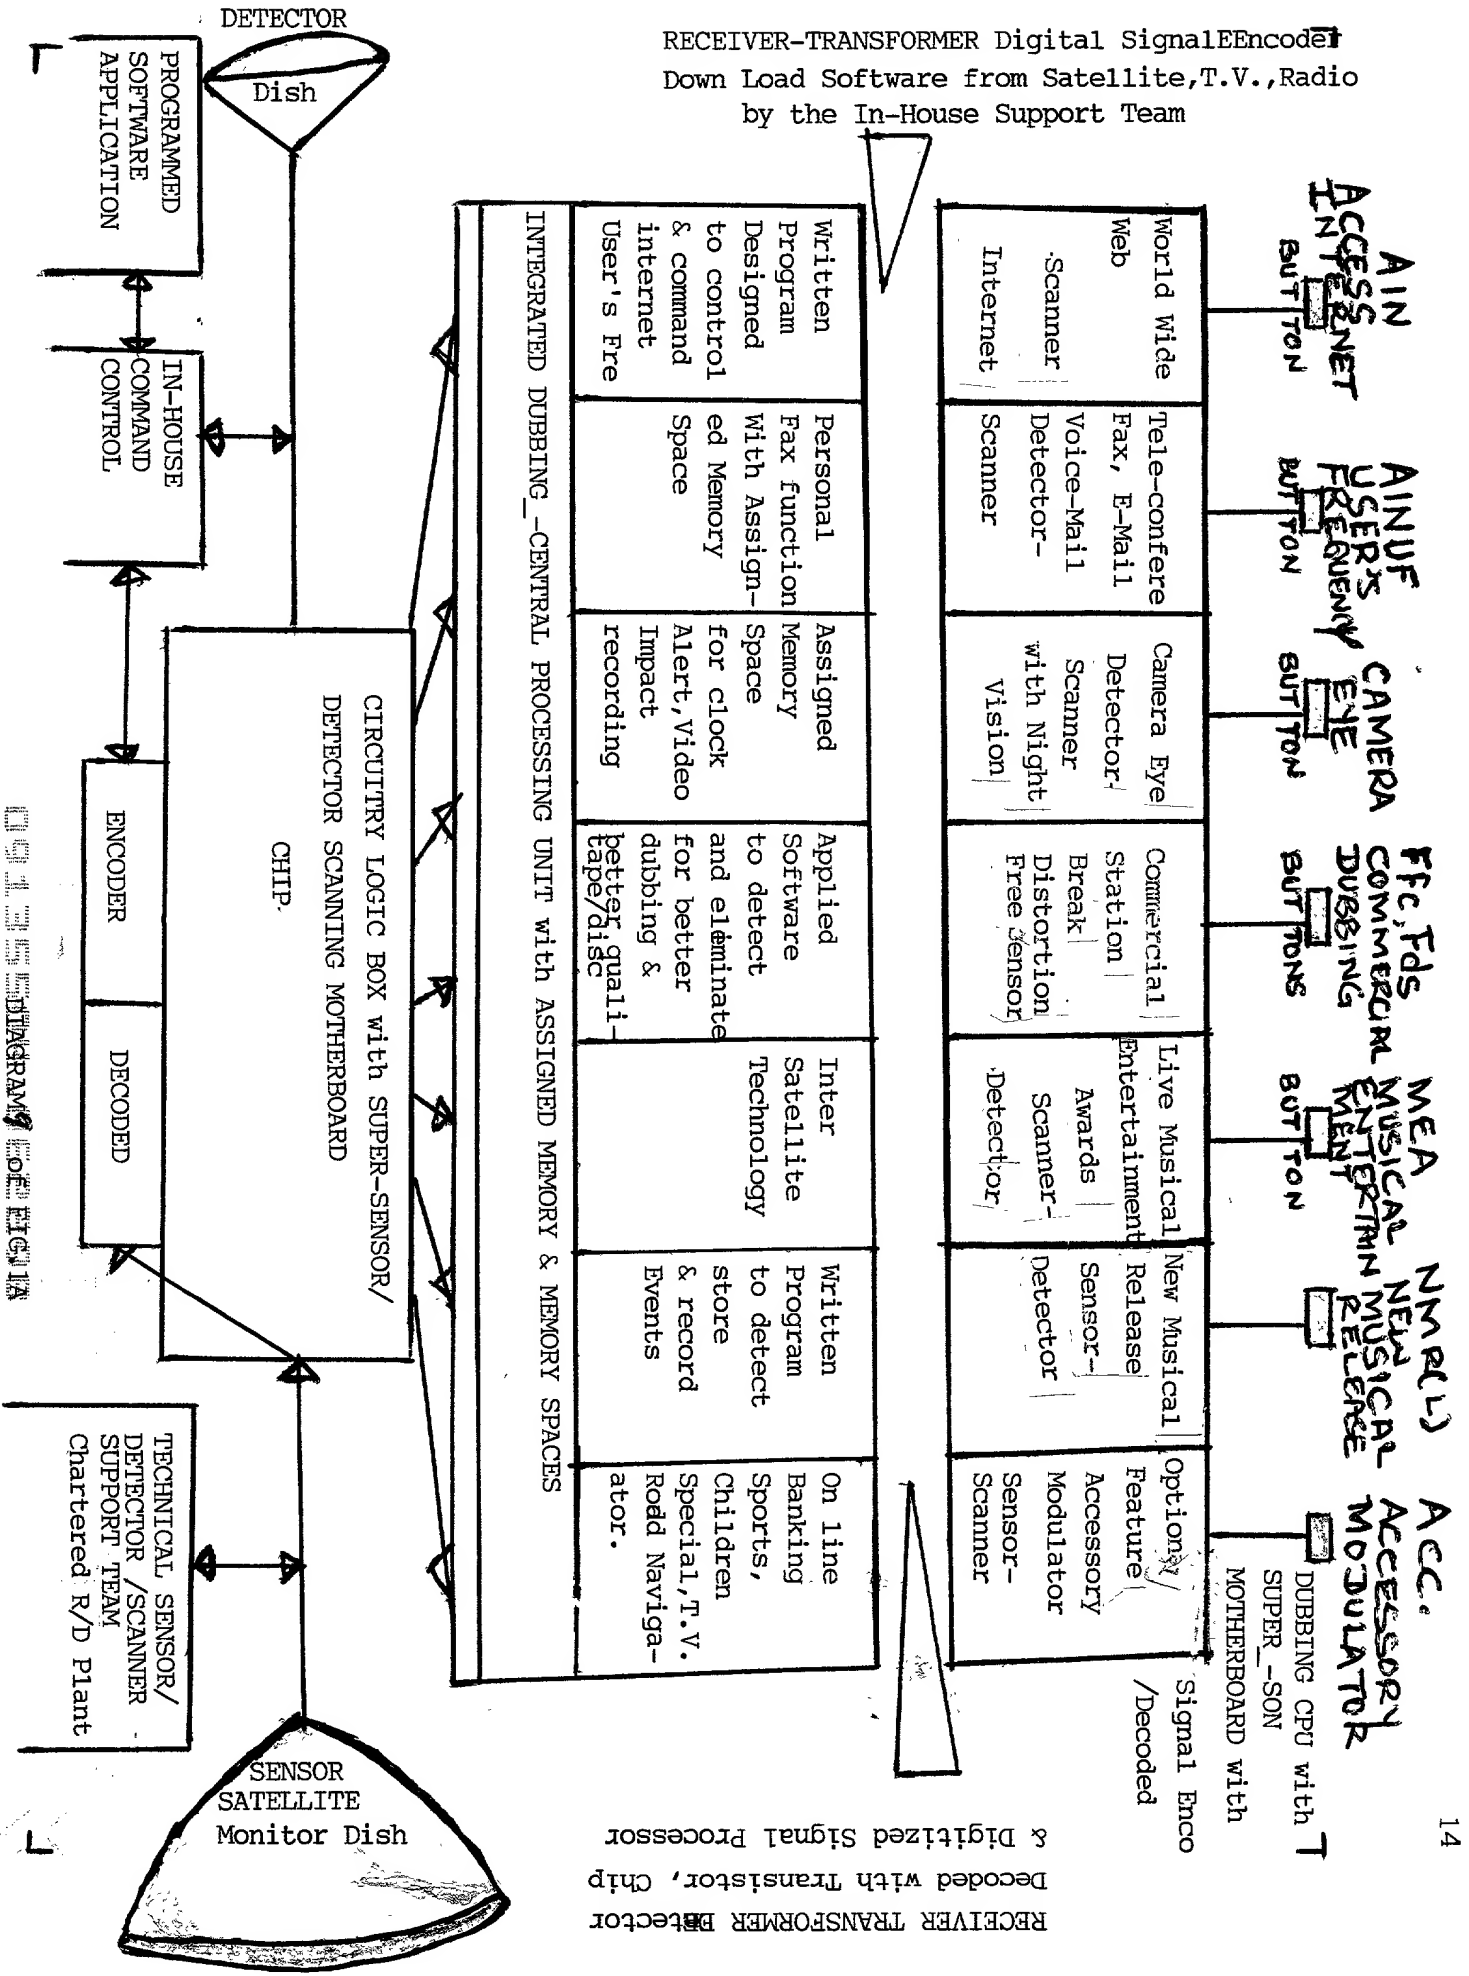 14
DETECTOR
Dish
RECEIVER-TRANSFORMER Digital SignalEEncoder
Down Load Software from Satellite,T.V.,Radio
by the In-House Support Team
PROGRAMMED
SOFTWARE
APPLICATION
IN-HOUSE
COMMAND
CONTROL
ENCODER
DECODED
CIRCUITRY LOGIC BOX with SUPER-SENSOR/
DETECTOR SCANNING MOTHERBOARD
CHIP
TECHNICAL SENSOR/
DETECTOR /SCANNER
SUPPORT TEAM
Chartered R/D Plant
SENSOR
SATELLITE
Monitor Dish
INTEGRATED DUBBING_-CENTRAL PROCESSING UNIT with ASSIGNED MEMORY & MEMORY SPACES
Written
Program
Designed
to control
& command
internet
User's Fre
Personal
Fax function
With Assign-
ed Memory
Space
Assigned
Memory
Space
for clock
Alert,Video
Impact
recording
Applied
Software
to detect
and eleminate
for better
dubbing &
better quali-
tape/disc
Inter
Satellite
Technology
Written
Program
to detect
store
& record
Events
On line
Banking
Sports,
Children
Special,T.V.
Road Naviga-
ator.
World Wide
Web
Scanner
Internet
Tele-confere
Fax, E-Mail
Voice-Mail
Detector-
Scanner
Camera Eye
Detector-
Scanner
with Night
Vision
Commercial
Station
Break
Distortion
Free Sensor
Live Musical
Entertainment
Awards
Scanner-
Detector
New Musical
Release
Sensor-
Detector
Optional
Feature
Accessory
Modulator
Sensor-
Scanner
AIN
ACCESS
INTERNET
BUTTON
AINUF
USER'S
FREQUENY
BUTTON
CAMERA
EYE
BUTTON
FFC, Fds
COMMERCIAL
DUBBING
BUTTONS
MEA
MUSICAL
ENTERTAIN
MENT
BUTTON
NMR(L)
NEW
MUSICAL
RELEASE
ACC.
ACCESSORY
MODULATOR
DUBBING CPU with
SUPER_-SON
MOTHERBOARD with
Signal Enco
/Decoded
RECEIVER TRANSFORMER Detector
Decoded with Transistor, Chip
& Digitized Signal Processor
DIAGRAM 9 of FIG. 1A